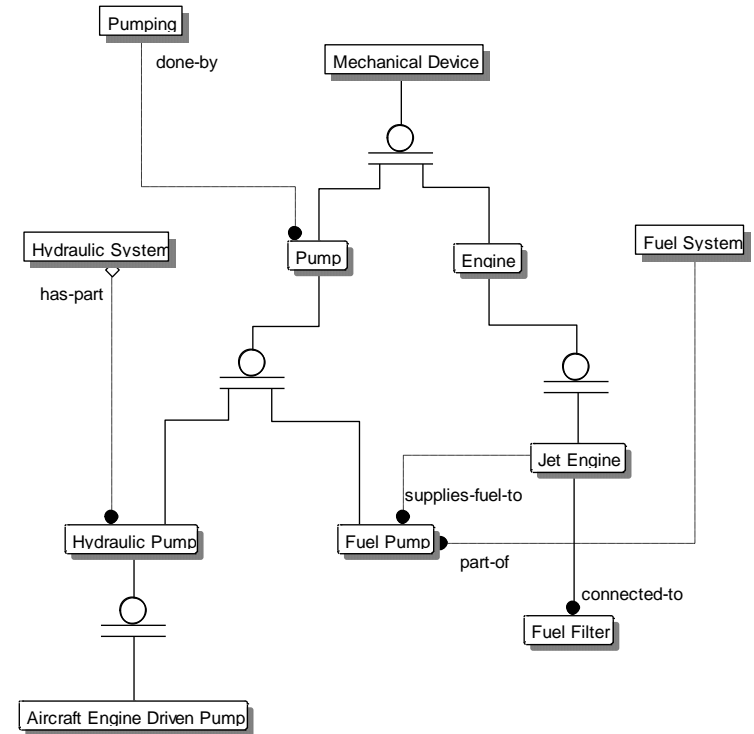 Pumping
done-by
Mechanical Device
Hydraulic System
Pump
Engine
Fuel System
has-part
Jet Engine
supplies-fuel-to
Hydraulic Pump
Fuel Pump
part-of
connected-to
Fuel Filter
Aircraft Engine Driven Pump